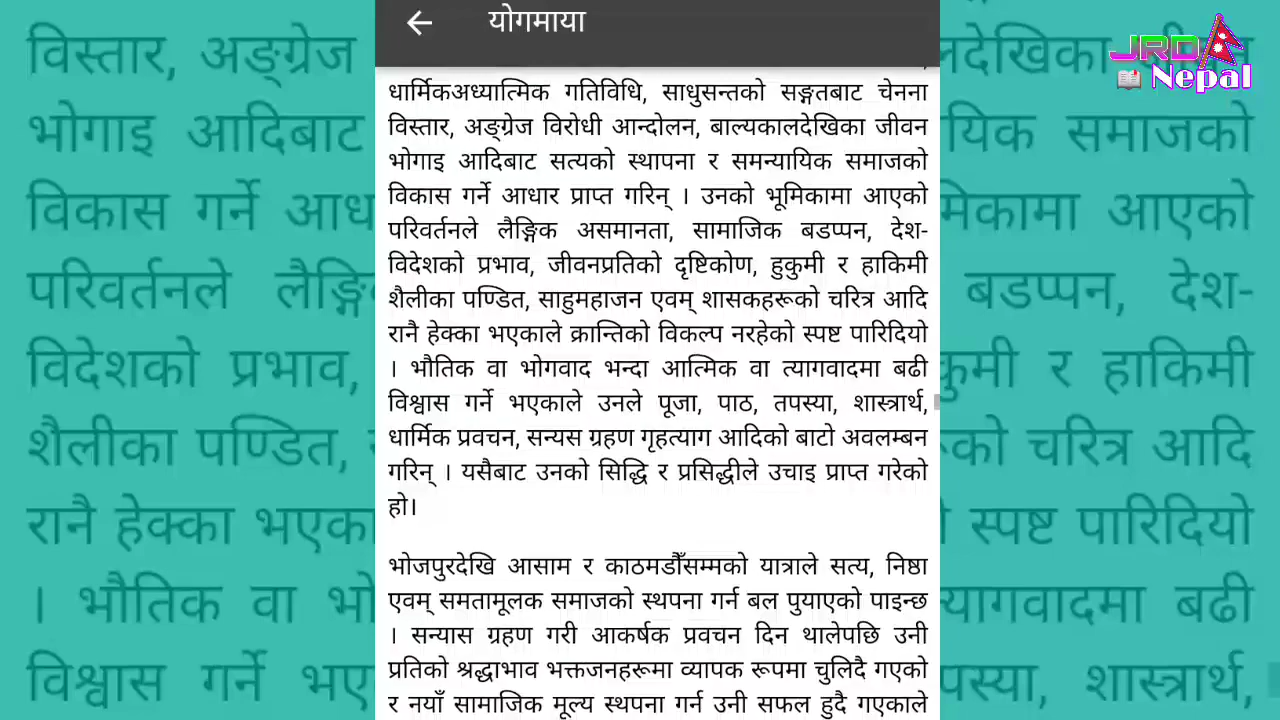 योगमाया
JRD
Nepal
धार्मिकअध्यात्मिक गतिविधि, साधुसन्तको सङ्गतबाट चेनना
विस्तार, अङ्ग्रेज विरोधी आन्दोलन, बाल्यकालदेखिका जीवन
भोगाइ आदिबाट सत्यको स्थापना र समन्यायिक समाजको
विकास गर्ने आधार प्राप्त गरिन् । उनको भूमिकामा आएको
परिवर्तनले लैङ्गिक असमानता, सामाजिक बडप्पन, देश-
विदेशको प्रभाव, जीवनप्रतिको दृष्टिकोण, हुकुमी र हाकिमी
शैलीका पण्डित, साहुमहाजन एवम् शासकहरूको चरित्र आदि
रानै हेक्का भएकाले क्रान्तिको विकल्प नरहेको स्पष्ट पारिदियो
। भौतिक वा भोगवाद भन्दा आत्मिक वा त्यागवादमा बढी
विश्वास गर्ने भएकाले उनले पूजा, पाठ, तपस्या, शास्त्रार्थ,
धार्मिक प्रवचन, सन्यस ग्रहण गृहत्याग आदिको बाटो अवलम्बन
गरिन् । यसैबाट उनको सिद्धि र प्रसिद्धीले उचाइ प्राप्त गरेको
हो।
भोजपुरदेखि आसाम र काठमडौँसम्मको यात्राले सत्य, निष्ठा
एवम् समतामूलक समाजको स्थपना गर्न बल पुयाएको पाइन्छ
। सन्यास ग्रहण गरी आकर्षक प्रवचन दिन थालेपछि उनी
प्रतिको श्रद्धाभाव भक्तजनहरूमा व्यापक रूपमा चुलिदै गएको
र नयाँ सामाजिक मूल्य स्थपना गर्न उनी सफल हुदै गएकाले